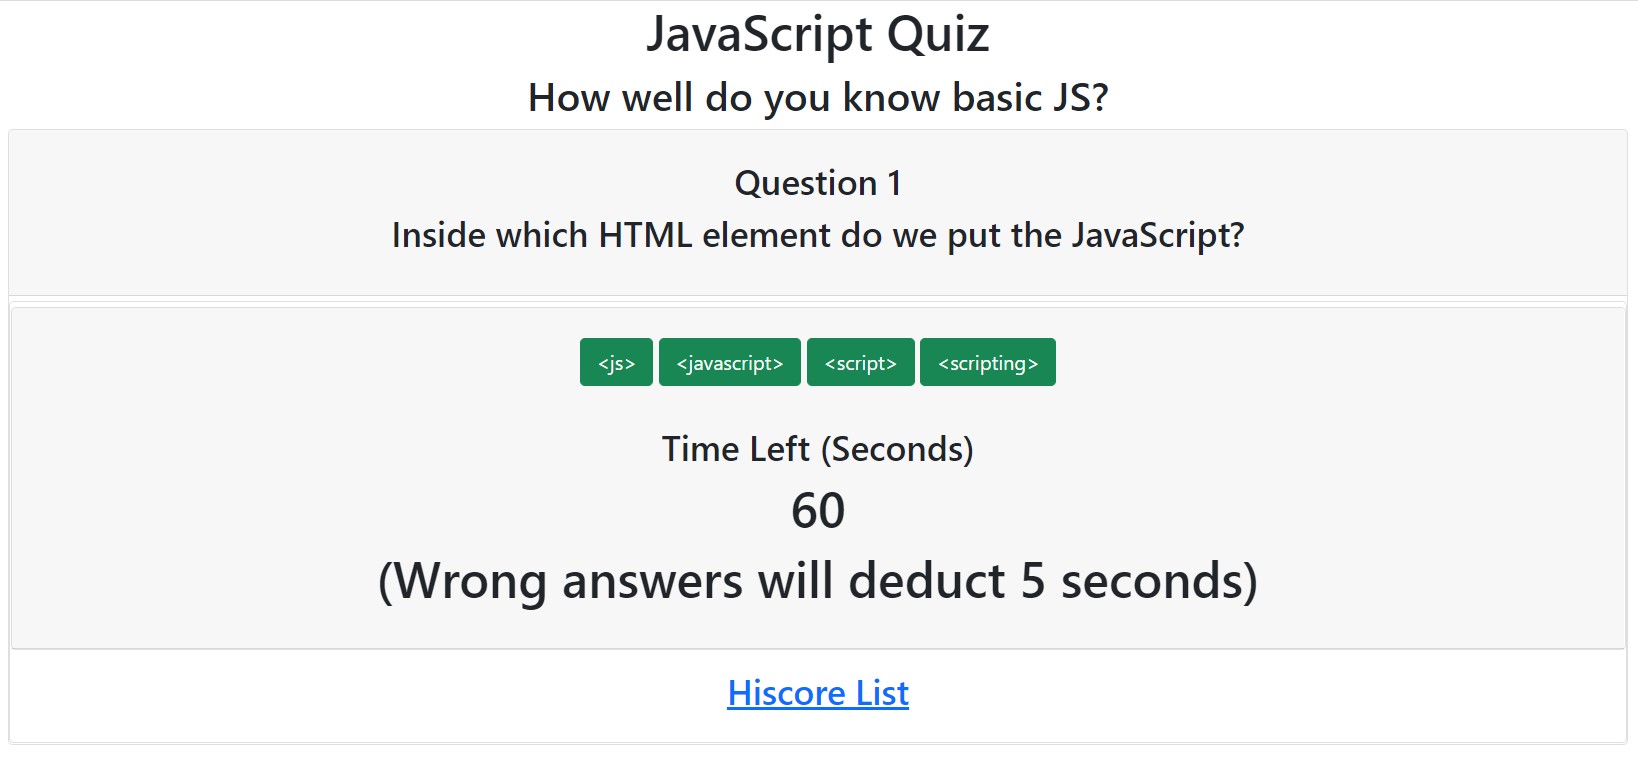 JavaScript Quiz
How well do you know basic JS?
Question 1
Inside which HTML element do we put the JavaScript?
<js> <javascript> <script> <scripting>
Time Left (Seconds)
60
(Wrong answers will deduct 5 seconds)
Hiscore List